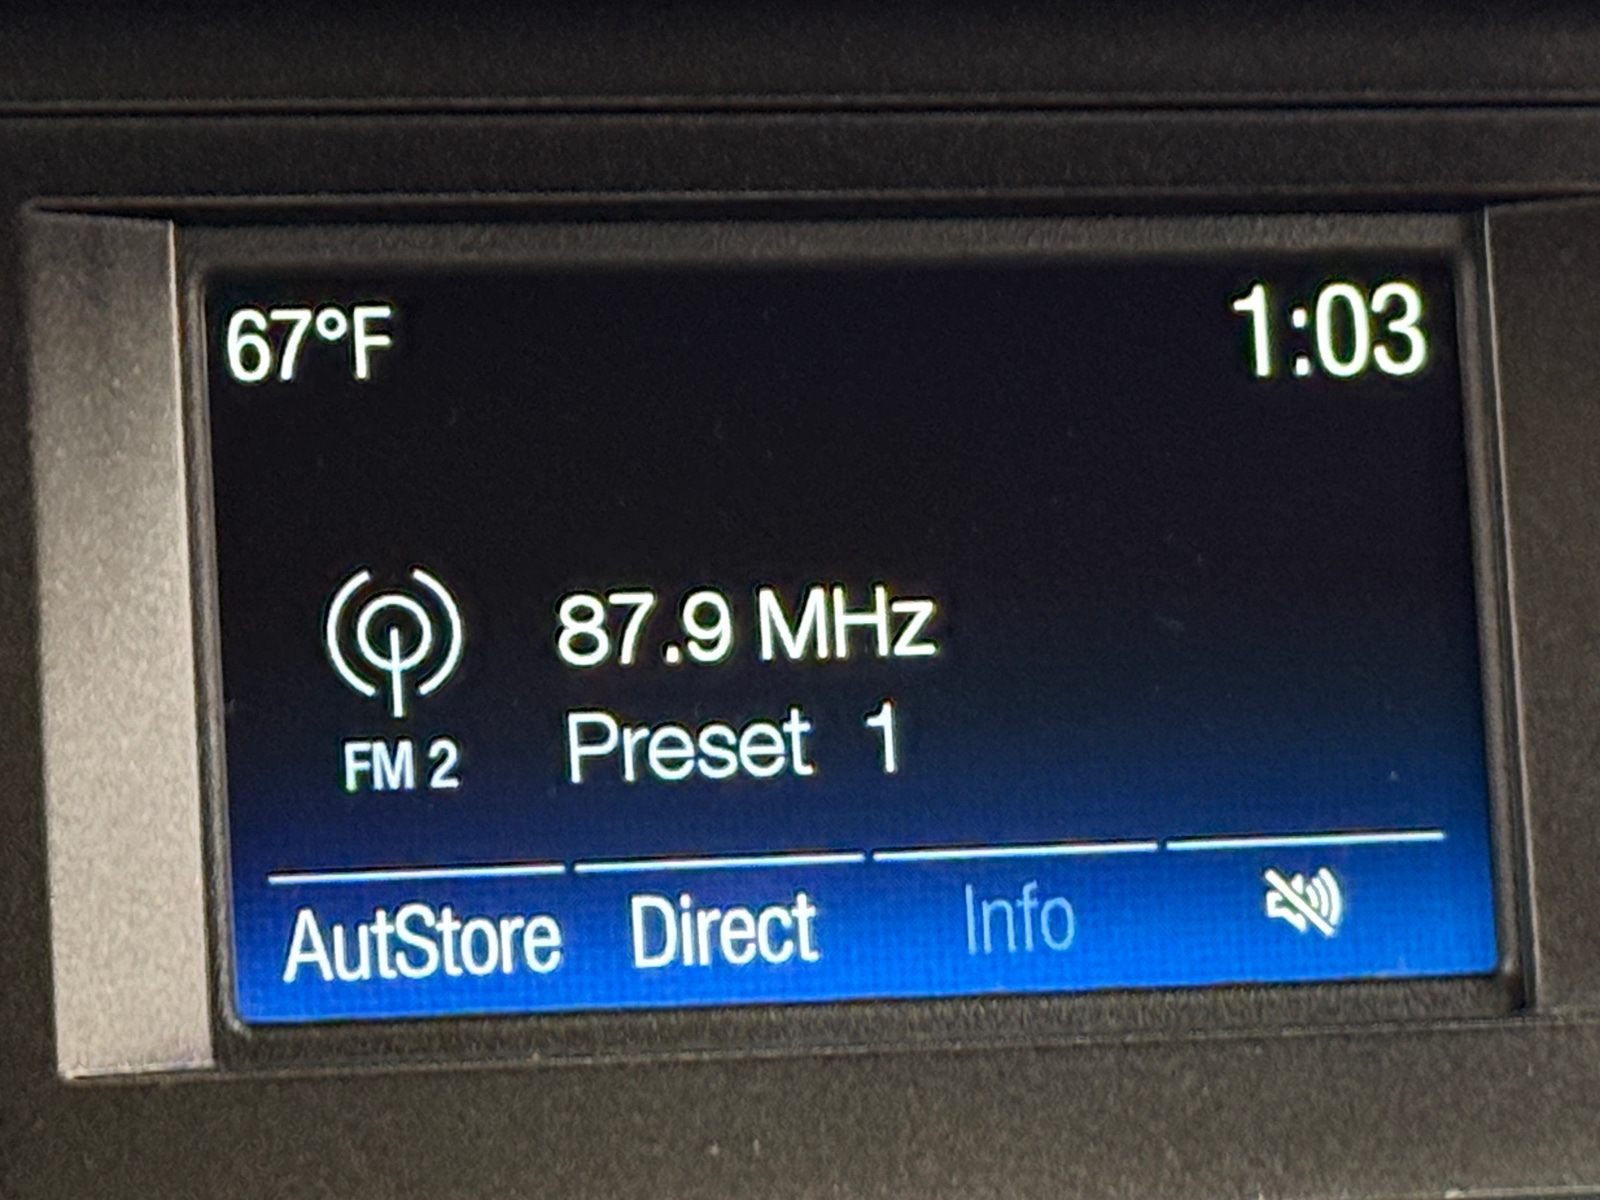 67°F
1:03
87.9 MHz
Preset 1
FM 2
AutStore
Direct
Info